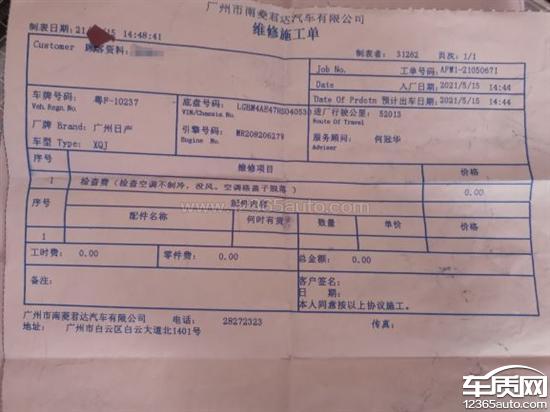 广州市南菱君达汽车有限公司
制表日期:21/05/15 14:48:41
维修施工单
制表者: 31262 页次:1/1
Customer 顾客资料:
Job No. 工单号码:APW1-21050671
Date 入厂日期:2021/5/15 14:44
Date Of Prdotn 预计出车日期:2021/5/15 14:44
车牌号码: 粤F-10237
Veh.Regn.No.
底盘号码:LGBM4AE47HS040530
VIN/Chassis.No.
进厂行驶公里: 52013
Route Of Travel
厂牌 Brand:广州日产
引擎号码:MR208206279
Engine No.
服务顾问: 何冠华
Adviser
车型 Type: XQJ
序号 维修项目 价格
1 检查费(检查空调不制冷,没风。空调格盖子脱落) 0.00
序号 配件内容
配件名称 何时有货 数量 单价 价格
1
工时费: 0.00 零件费: 0.00 总金额: 0.00
备注:
客户签名:
日 期:
本人同意按以上协议施工。
广州市南菱君达汽车有限公司 电话: 28272323 传真:
地址: 广州市白云区白云大道北1401号
www.12365auto.com
车质网
12365auto.com